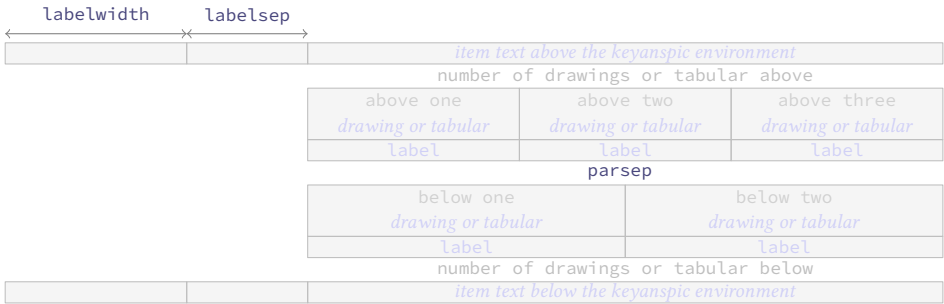 labelwidth labelsep
item text above the keyanspic environment
number of drawings or tabular above
above one above two above three
drawing or tabular drawing or tabular drawing or tabular
label label label
parsep
below one below two
drawing or tabular drawing or tabular
label label
number of drawings or tabular below
item text below the keyanspic environment